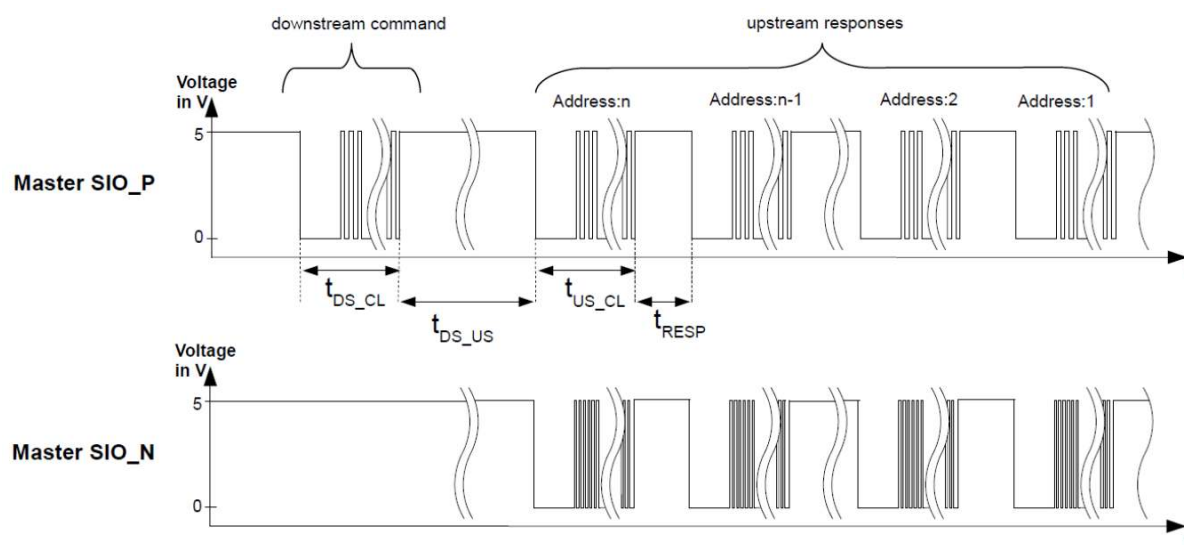 downstream command
upstream responses
Voltage
in V
Address:n
Address:n-1
Address:2
Address:1
5
Master SIO_P
0
tDS_CL
tUS_CL
tDS_US
tRESP
Voltage
in V
5
Master SIO_N
0